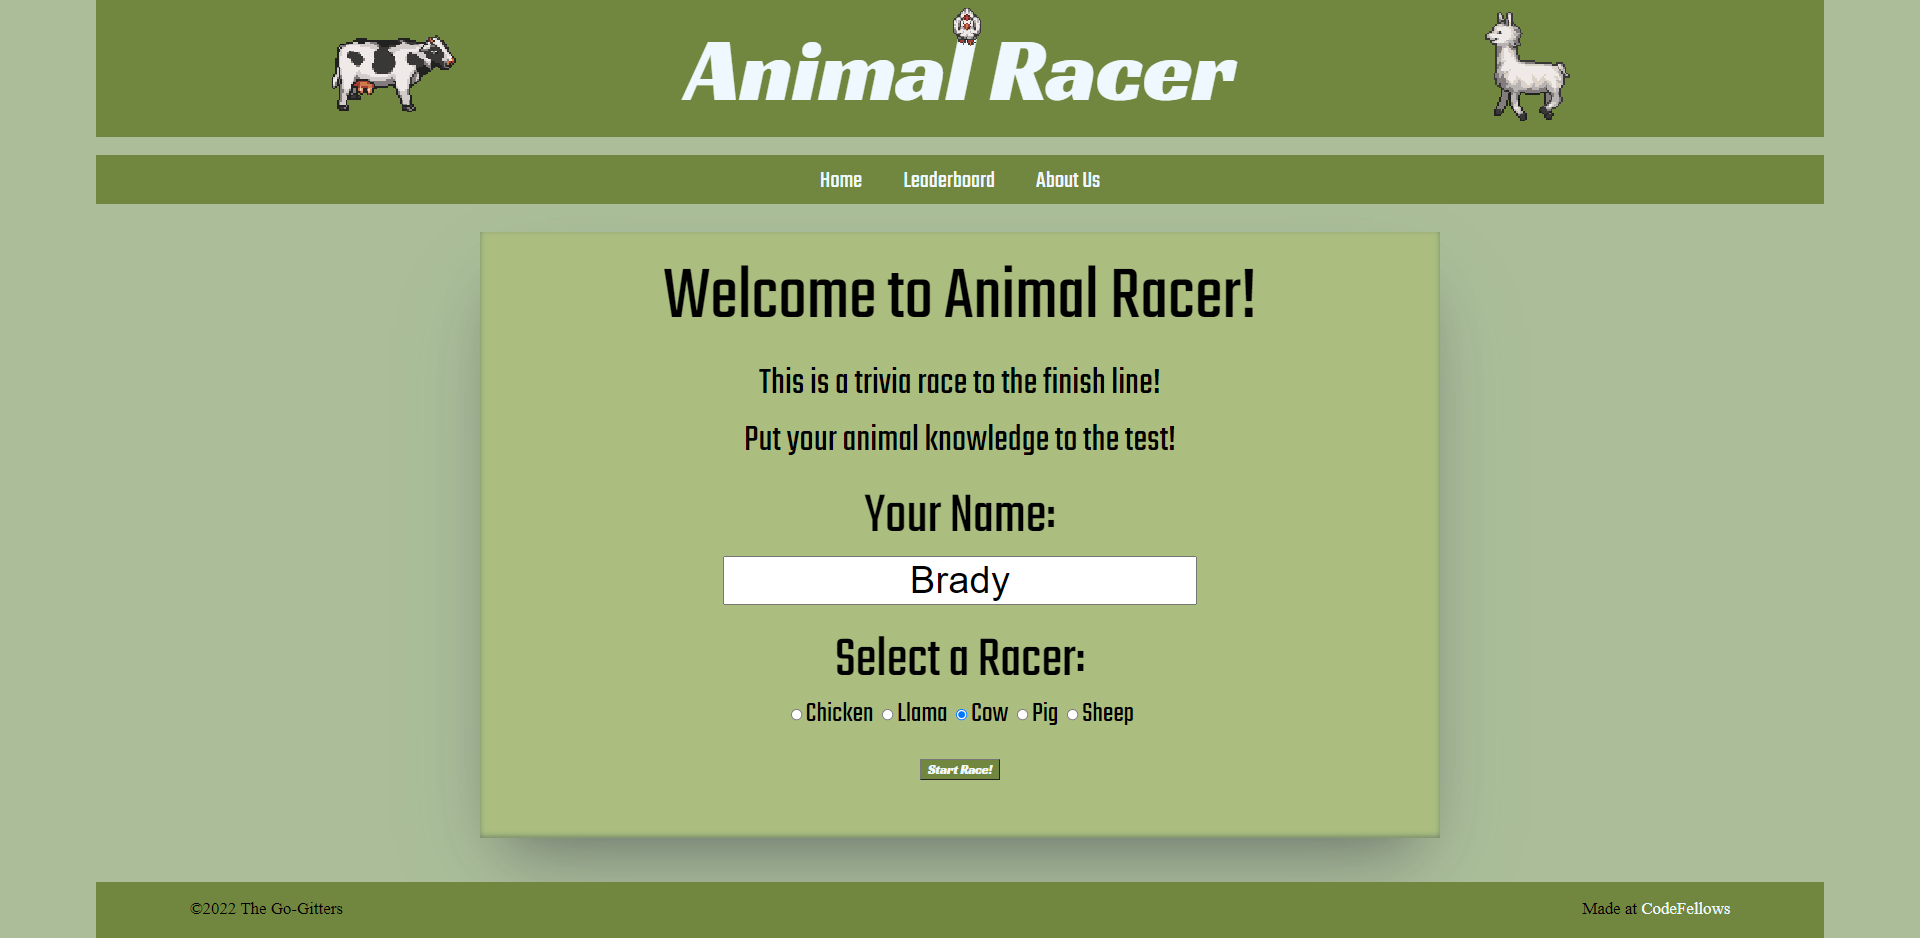 Animal Racer
Home Leaderboard About Us
Welcome to Animal Racer!
This is a trivia race to the finish line!
Put your animal knowledge to the test!
Your Name:
Brady
Select a Racer:
Chicken Llama Cow Pig Sheep
Start Race!
©2022 The Go-Gitters
Made at CodeFellows